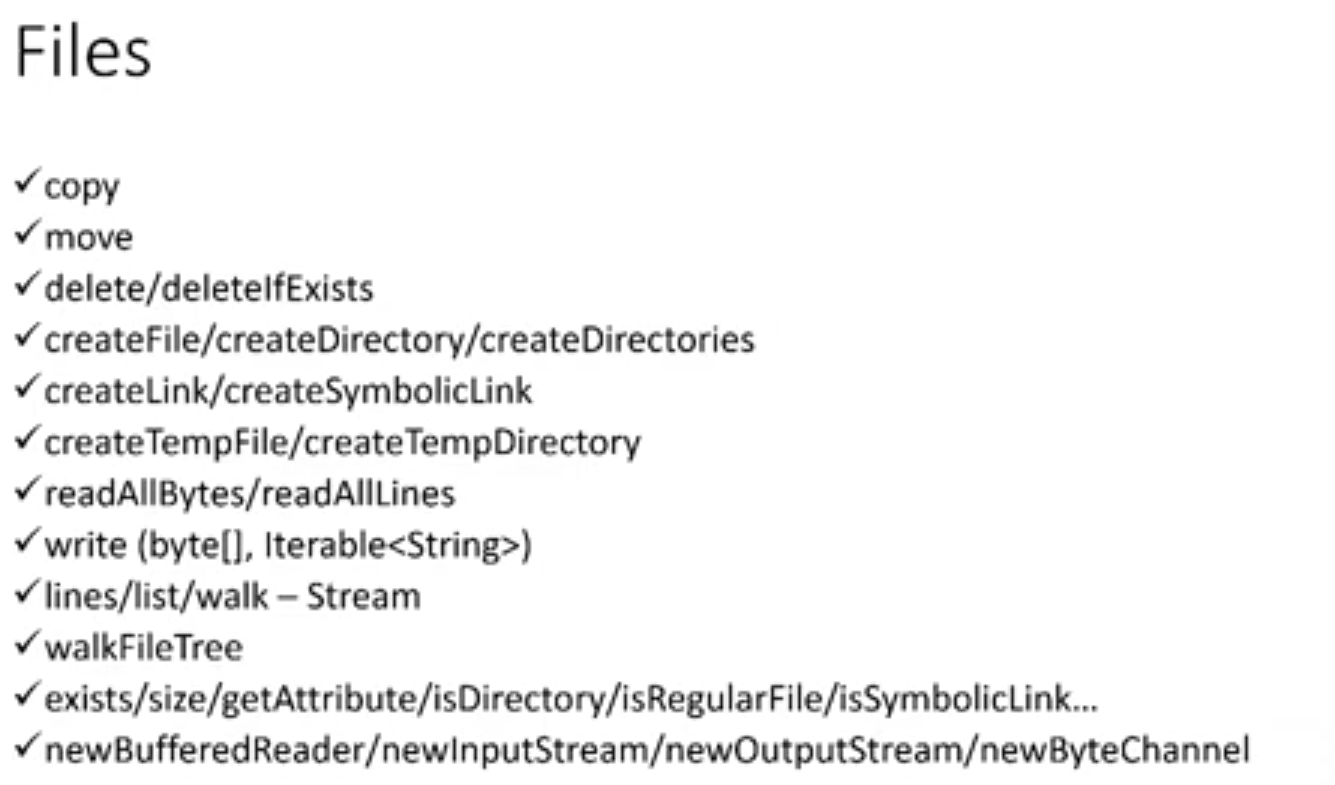 Files
✓copy
✓move
✓delete/deleteIfExists
✓createFile/createDirectory/createDirectories
✓createLink/createSymbolicLink
✓createTempFile/createTempDirectory
✓readAllBytes/readAllLines
✓write (byte[], Iterable<String>)
✓lines/list/walk – Stream
✓walkFileTree
✓exists/size/getAttribute/isDirectory/isRegularFile/isSymbolicLink...
✓newBufferedReader/newInputStream/newOutputStream/newByteChannel